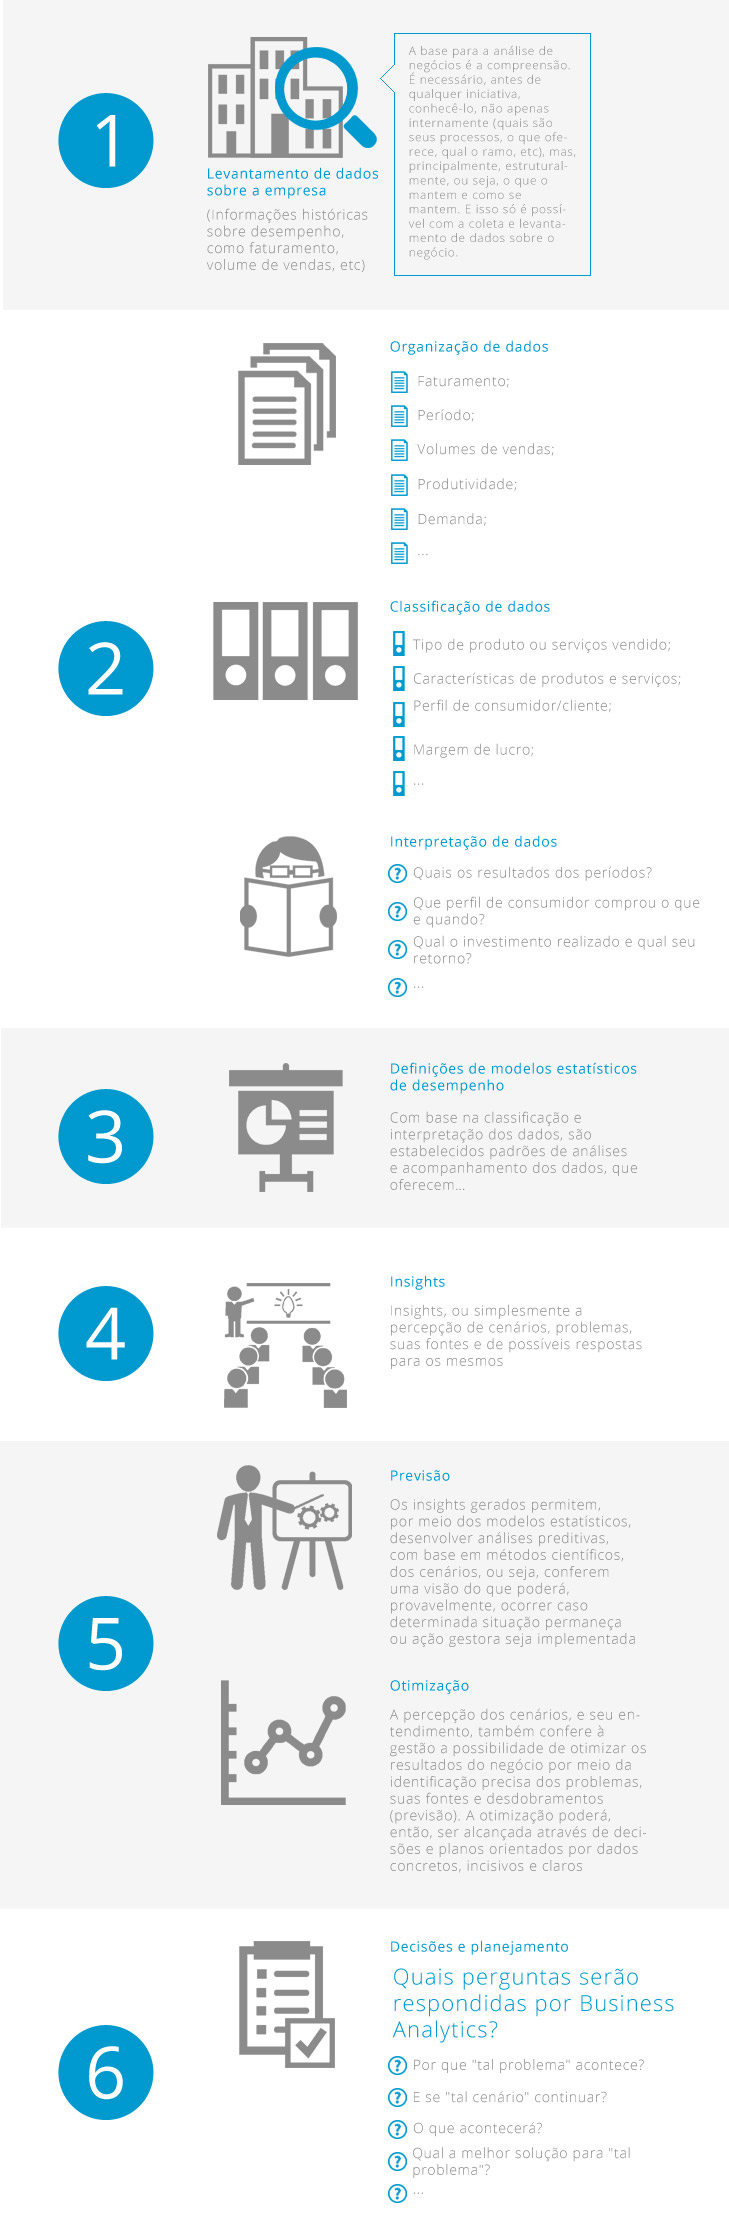 1
Levantamento de dados
sobre a empresa
(Informações históricas
sobre desempenho,
como faturamento,
volume de vendas, etc)
A base para a análise de
negócios é a compreensão.
É necessário, antes de
qualquer iniciativa,
conhecê-lo, não apenas
internamente (quais são
seus processos, o que ofe-
rece, qual o ramo, etc), mas,
principalmente, estrutural-
mente, ou seja, o que o
mantem e como se
mantem. E isso só é possí-
vel com a coleta e levanta-
mento de dados sobre o
negócio.
2
Organização de dados
Faturamento;
Período;
Volumes de vendas;
Produtividade;
Demanda;
...
Classificação de dados
Tipo de produto ou serviços vendido;
Características de produtos e serviços;
Perfil de consumidor/cliente;
Margem de lucro;
...
Interpretação de dados
? Quais os resultados dos períodos?
? Que perfil de consumidor comprou o que
e quando?
? Qual o investimento realizado e qual seu
retorno?
? ...
3
Definições de modelos estatísticos
de desempenho
Com base na classificação e
interpretação dos dados, são
estabelecidos padrões de análises
e acompanhamento dos dados, que
oferecem...
4
Insights
Insights, ou simplesmente a
percepção de cenários, problemas,
suas fontes e de possíveis respostas
para os mesmos
5
Previsão
Os insights gerados permitem,
por meio dos modelos estatísticos,
desenvolver análises preditivas,
com base em métodos científicos,
dos cenários, ou seja, conferem
uma visão do que poderá,
provavelmente, ocorrer caso
determinada situação permaneça
ou ação gestora seja implementada
Otimização
A percepção dos cenários, e seu en-
tendimento, também confere à
gestão a possibilidade de otimizar os
resultados do negócio por meio da
identificação precisa dos problemas,
suas fontes e desdobramentos
(previsão). A otimização poderá,
então, ser alcançada através de deci-
sões e planos orientados por dados
concretos, incisivos e claros
6
Decisões e planejamento
Quais perguntas serão
respondidas por Business
Analytics?
? Por que "tal problema" acontece?
? E se "tal cenário" continuar?
? O que acontecerá?
? Qual a melhor solução para "tal
problema"?
? ...